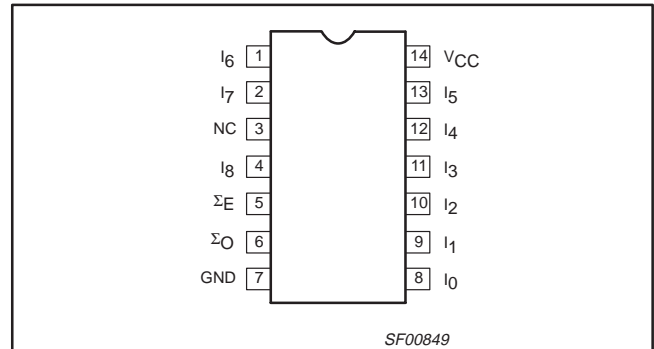 I6 1 14 VCC
I7 2 13 I5
NC 3 12 I4
I8 4 11 I3
ΣE 5 10 I2
ΣO 6 9 I1
GND 7 8 I0
SF00849